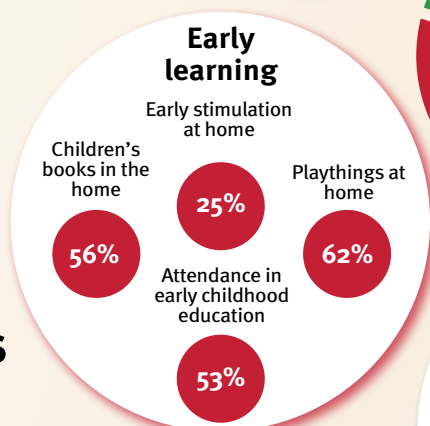 Early
learning
Early stimulation
at home
25%
Children's
books in the
home
56%
Playthings at
home
62%
Attendance in
early childhood
education
53%
S